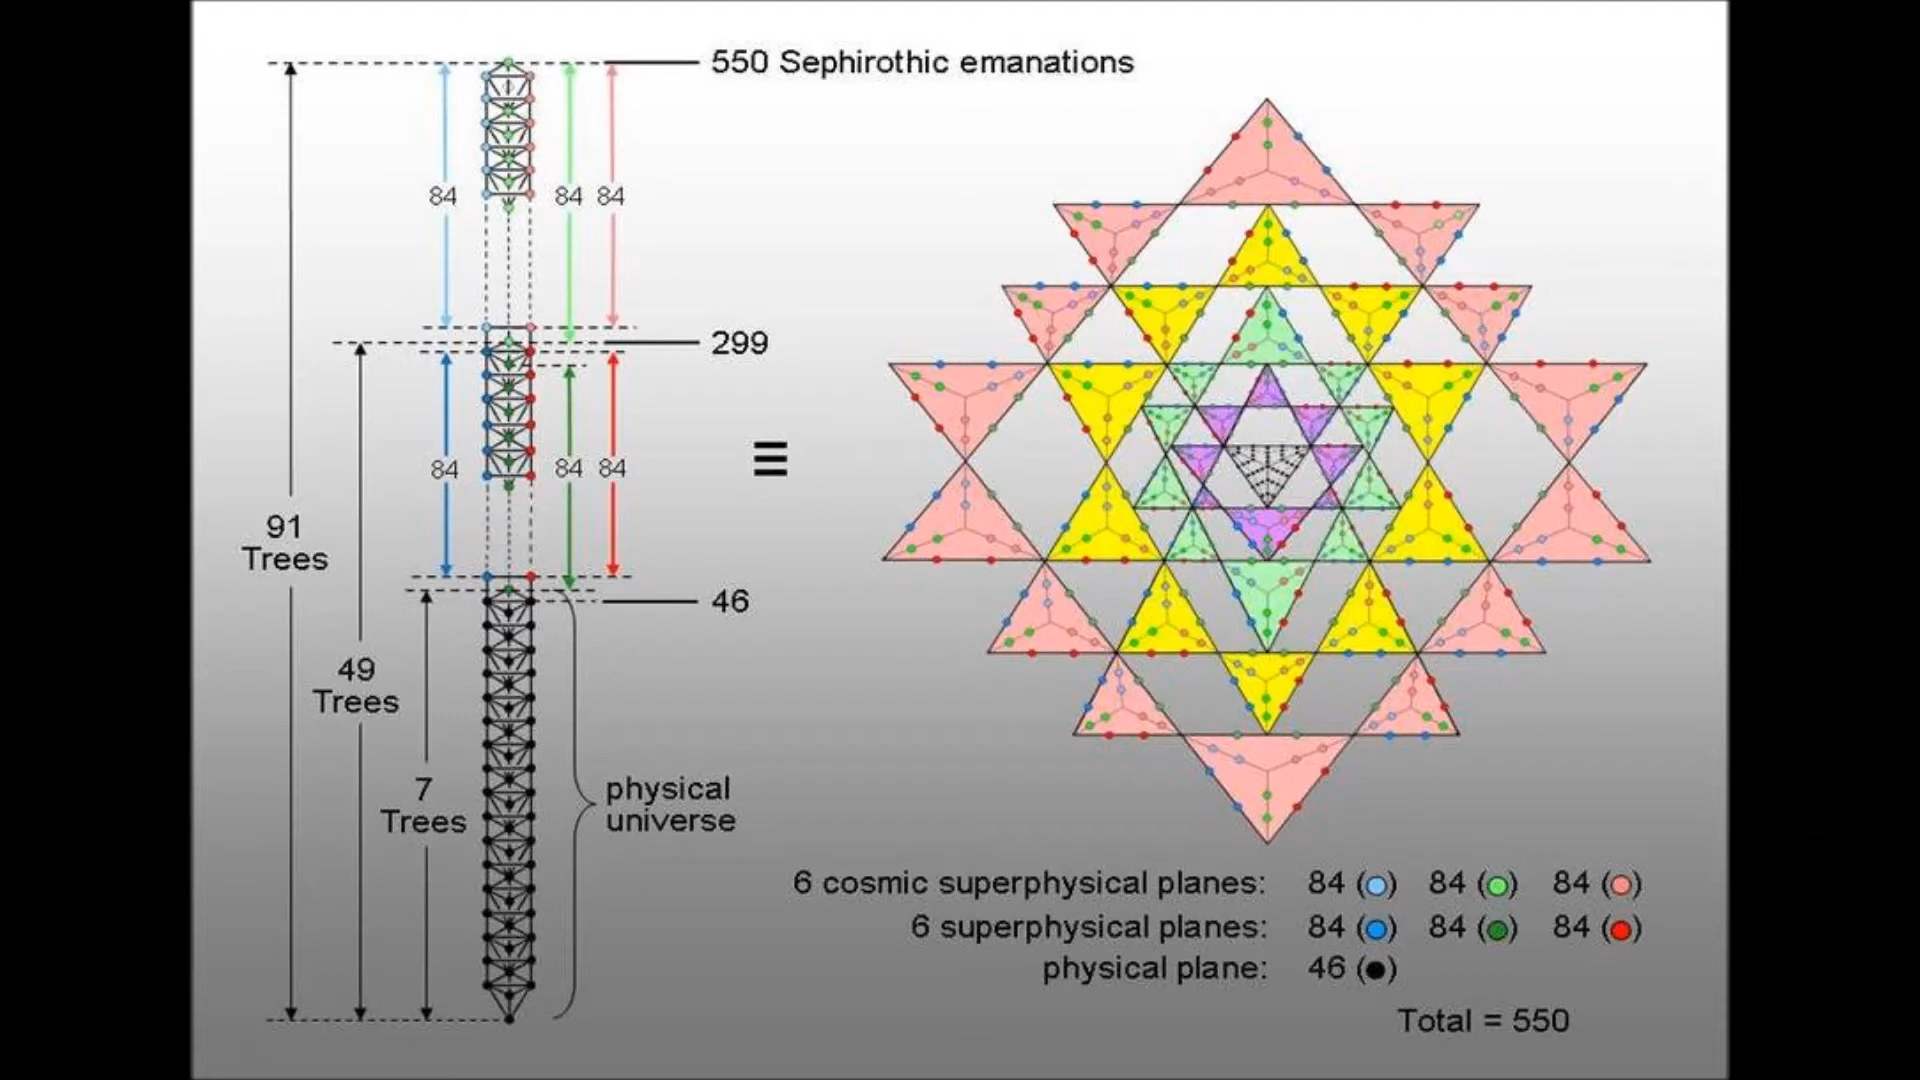 550 Sephirothic emanations
84 84 84
299
84 84 84
91
Trees
46
49
Trees
7
Trees
physical
universe
≡
6 cosmic superphysical planes: 84 ( ) 84 ( ) 84 ( )
6 superphysical planes: 84 ( ) 84 ( ) 84 ( )
physical plane: 46 ( )
Total = 550